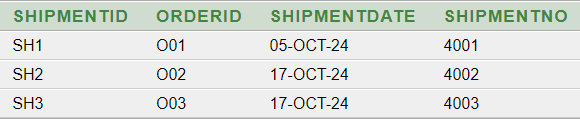 SHIPMENTID ORDERID SHIPMENTDATE SHIPMENTNO
SH1 O01 05-OCT-24 4001
SH2 O02 17-OCT-24 4002
SH3 O03 17-OCT-24 4003